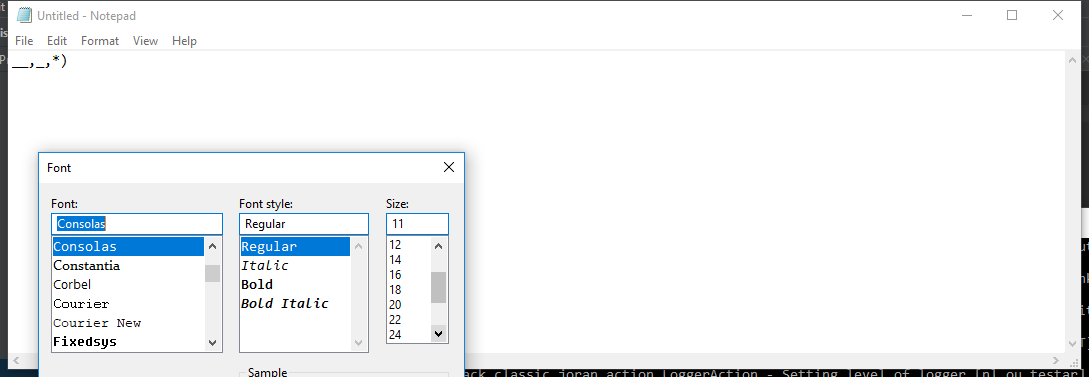 Untitled - Notepad
File Edit Format View Help
__,_,*)
Font
Font: Font style: Size:
Consolas Regular 11
Consolas Regular 12
Constantia Italic 14
Corbel Bold 16
Courier Bold Italic 18
Courier New 20
Fixedsys 22
24
Sample
ack classic joran action LoggerAction - Setting level of logger [n] ou testar